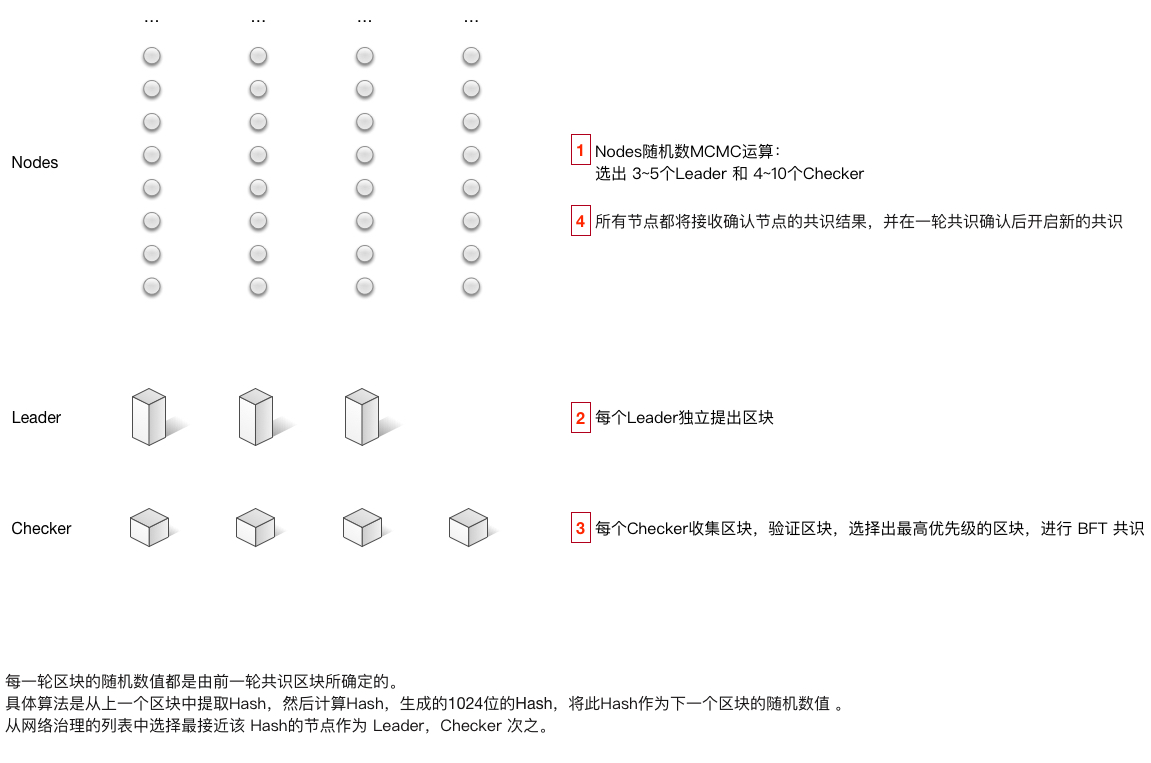 ... ... ... ...
Nodes
1 Nodes随机数MCMC运算：
选出 3~5个Leader 和 4~10个Checker
4 所有节点都将接收确认节点的共识结果，并在一轮共识确认后开启新的共识
Leader
2 每个Leader独立提出区块
Checker
3 每个Checker收集区块，验证区块，选择出最高优先级的区块，进行 BFT 共识
每一轮区块的随机数值都是由前一轮共识区块所确定的。
具体算法是从上一个区块中提取Hash，然后计算Hash，生成的1024位的Hash，将此Hash作为下一个区块的随机数值 。
从网络治理的列表中选择最接近该 Hash的节点作为 Leader，Checker 次之。